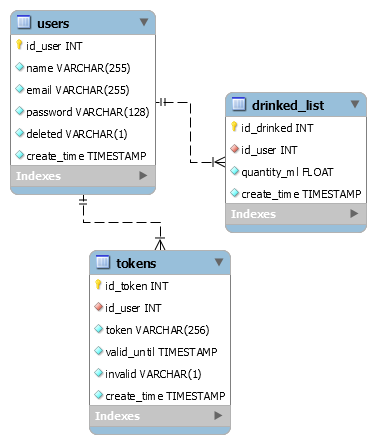 users
id_user INT
name VARCHAR(255)
email VARCHAR(255)
password VARCHAR(128)
deleted VARCHAR(1)
create_time TIMESTAMP
Indexes
drinked_list
id_drinked INT
id_user INT
quantity_ml FLOAT
create_time TIMESTAMP
Indexes
tokens
id_token INT
id_user INT
token VARCHAR(256)
valid_until TIMESTAMP
invalid VARCHAR(1)
create_time TIMESTAMP
Indexes